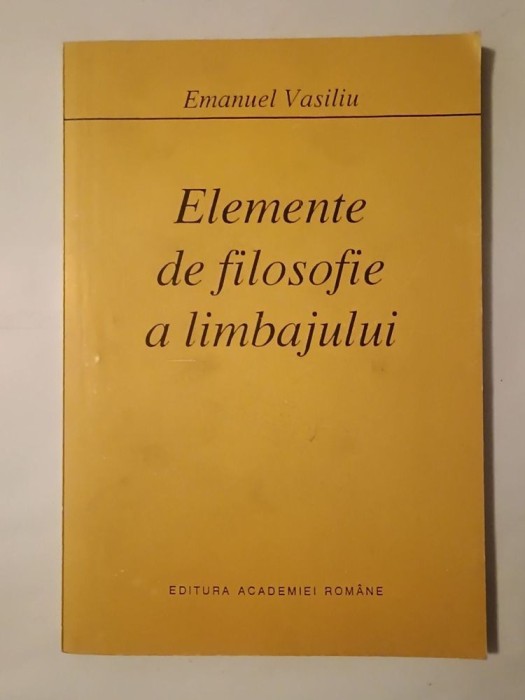 Emanuel Vasiliu
Elemente
de filosofie
a limbajului
EDITURA ACADEMIEI ROMÂNE